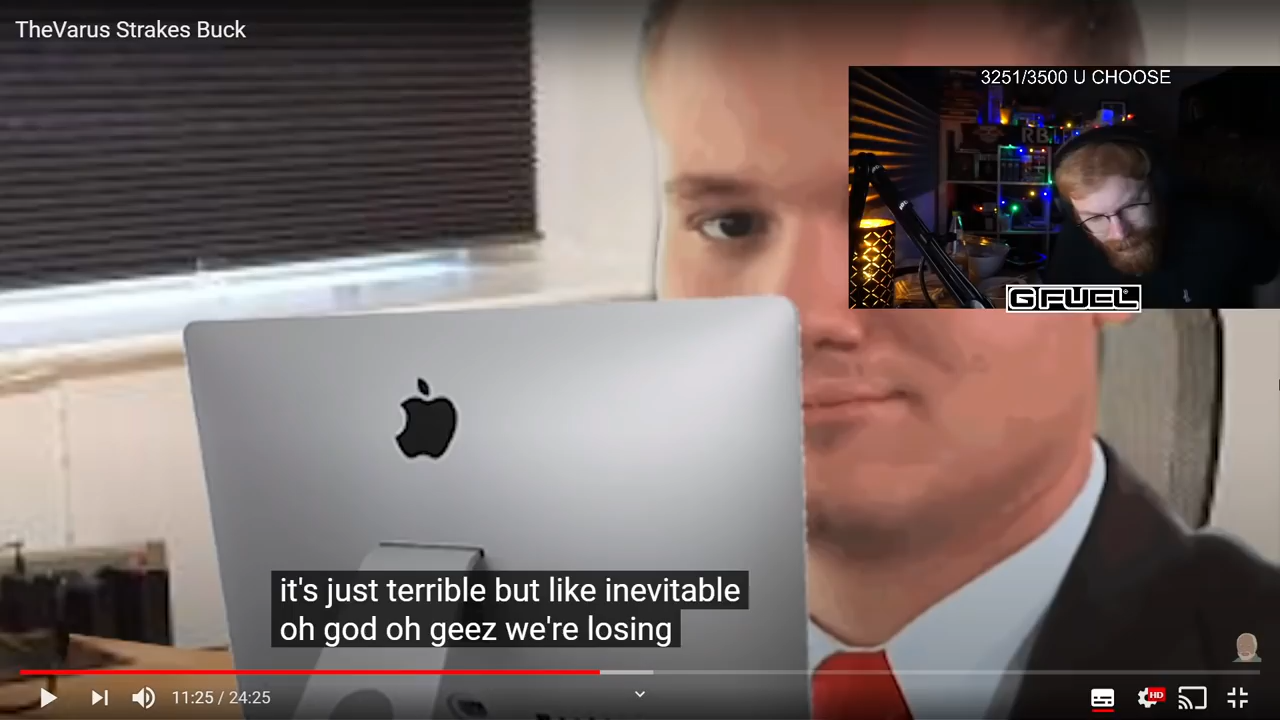 TheVarus Strakes Buck
3251/3500 U CHOOSE
G FUEL
it's just terrible but like inevitable
oh god oh geez we're losing
11:25 / 24:25
HD